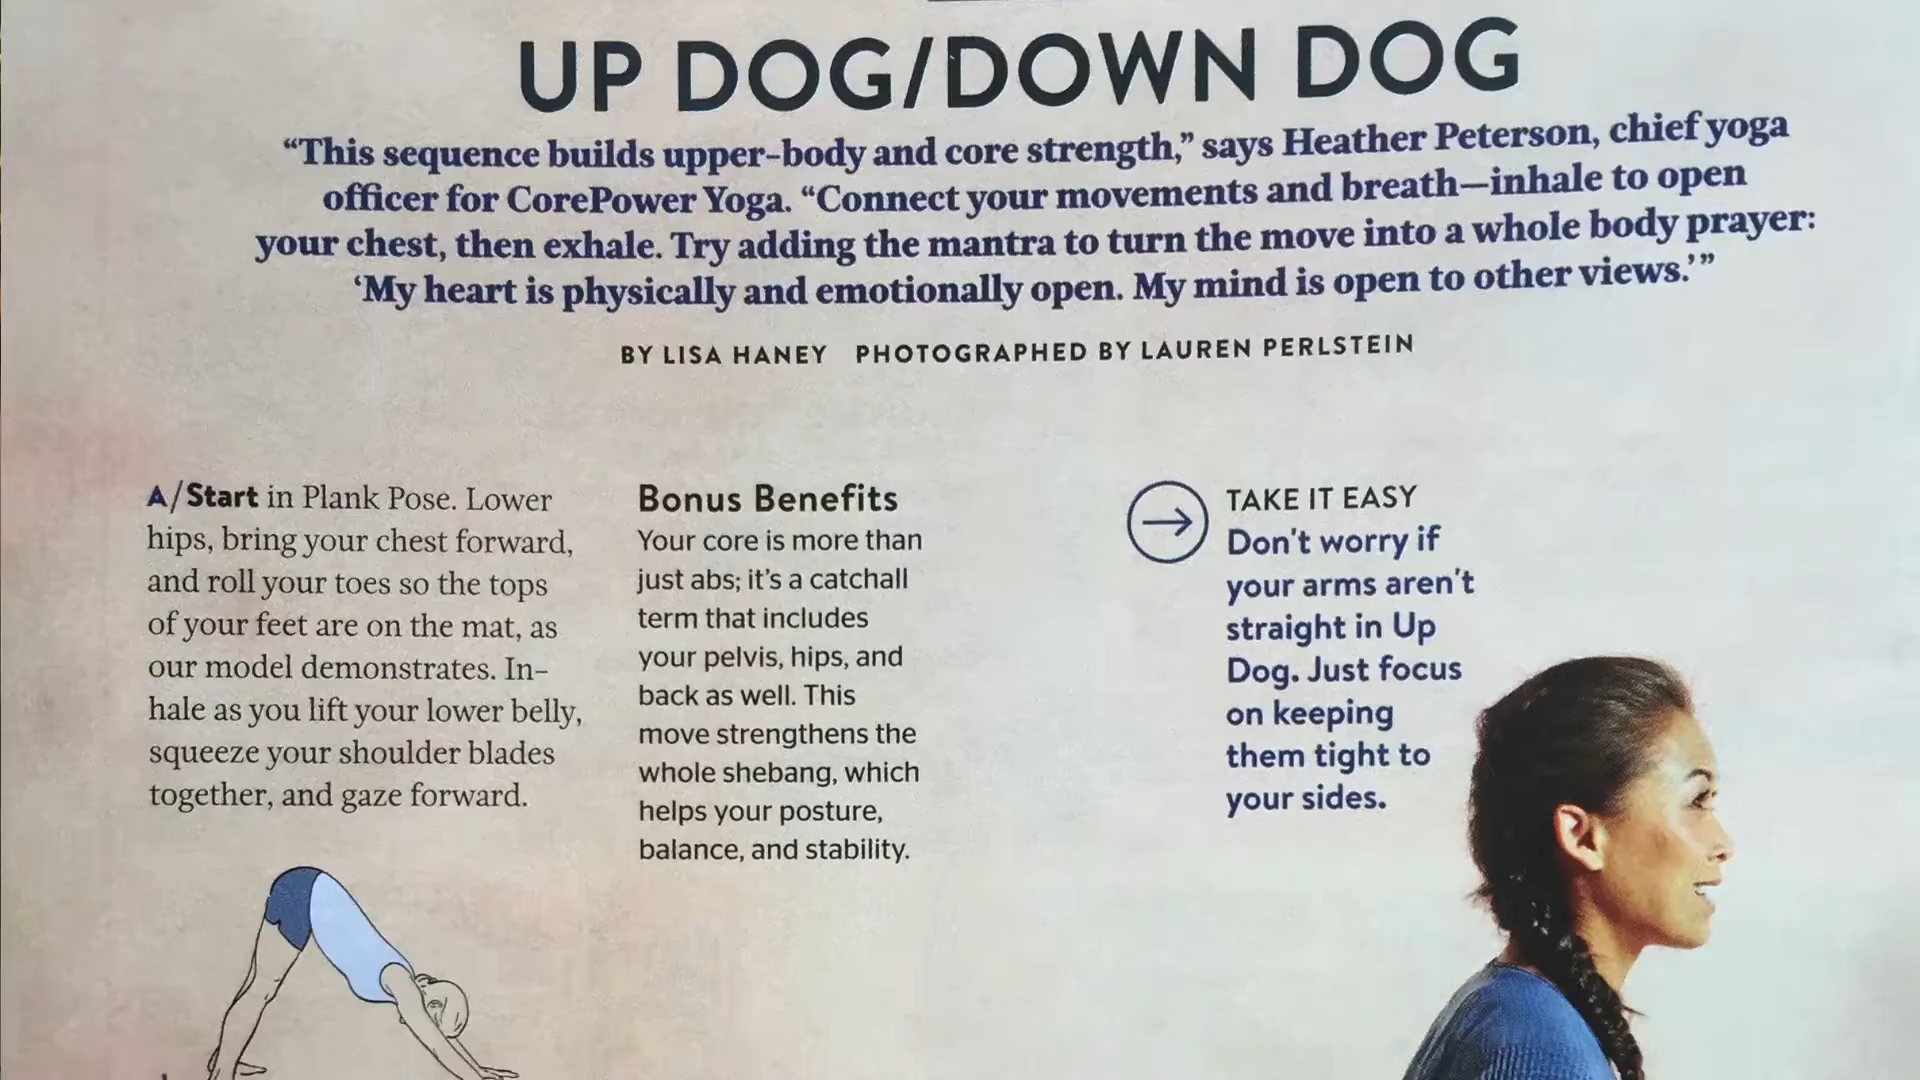 UP DOG/DOWN DOG
“This sequence builds upper-body and core strength,” says Heather Peterson, chief yoga
officer for CorePower Yoga. “Connect your movements and breath—inhale to open
your chest, then exhale. Try adding the mantra to turn the move into a whole body prayer:
‘My heart is physically and emotionally open. My mind is open to other views.’”
BY LISA HANEY PHOTOGRAPHED BY LAUREN PERLSTEIN
A/Start in Plank Pose. Lower
hips, bring your chest forward,
and roll your toes so the tops
of your feet are on the mat, as
our model demonstrates. In-
hale as you lift your lower belly,
squeeze your shoulder blades
together, and gaze forward.
Bonus Benefits
Your core is more than
just abs; it’s a catchall
term that includes
your pelvis, hips, and
back as well. This
move strengthens the
whole shebang, which
helps your posture,
balance, and stability.
TAKE IT EASY
Don’t worry if
your arms aren’t
straight in Up
Dog. Just focus
on keeping
them tight to
your sides.